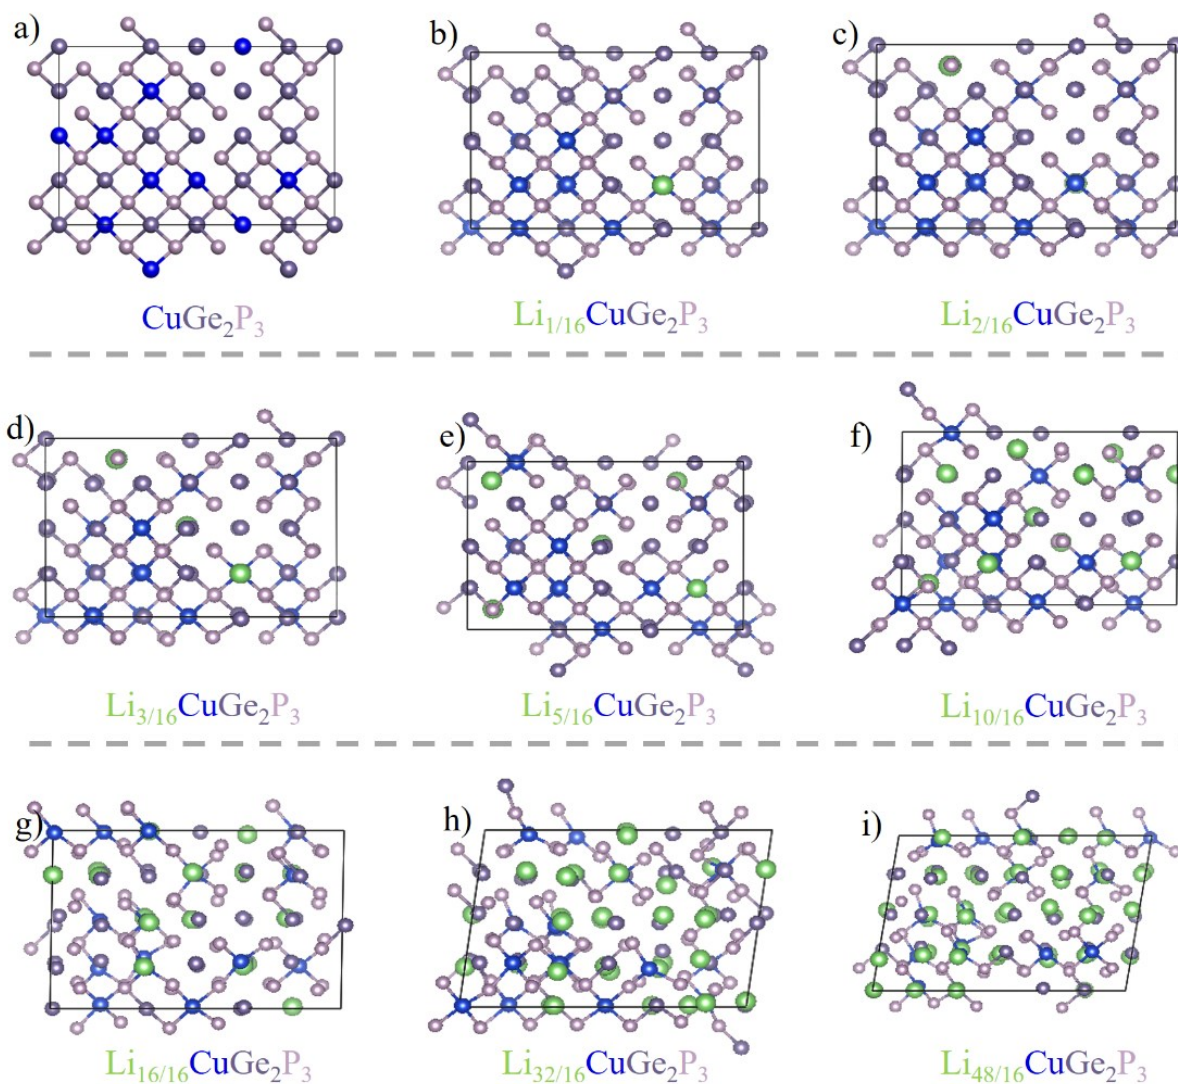 a) b) c)
CuGe₂P₃ Li₁/₁₆CuGe₂P₃ Li₂/₁₆CuGe₂P₃
d) e) f)
Li₃/₁₆CuGe₂P₃ Li₅/₁₆CuGe₂P₃ Li₁₀/₁₆CuGe₂P₃
g) h) i)
Li₁₆/₁₆CuGe₂P₃ Li₃₂/₁₆CuGe₂P₃ Li₄₈/₁₆CuGe₂P₃